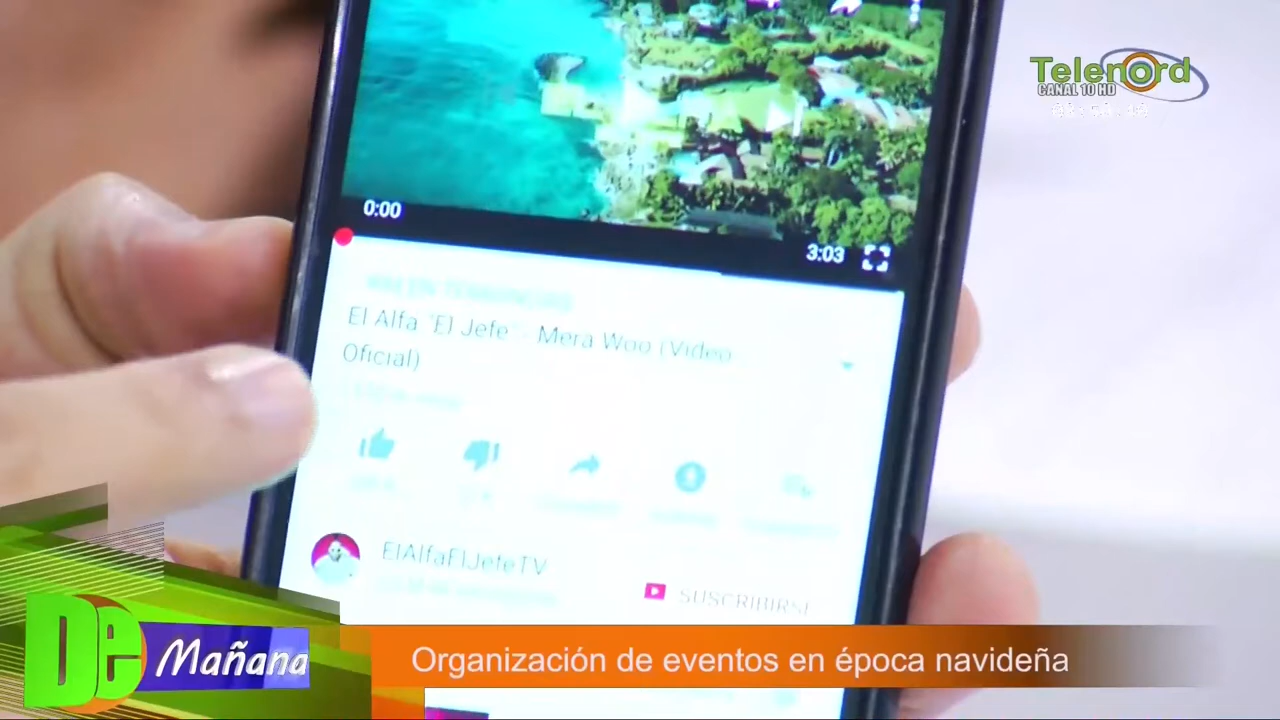 Telenord
CANAL 10 HD
0:00
3:03
El Alfa "El Jefe" - Mera Woo (Video
Oficial)
ElAlfaElJefeTV
SUSCRIBIRSE
De Mañana
Organización de eventos en época navideña